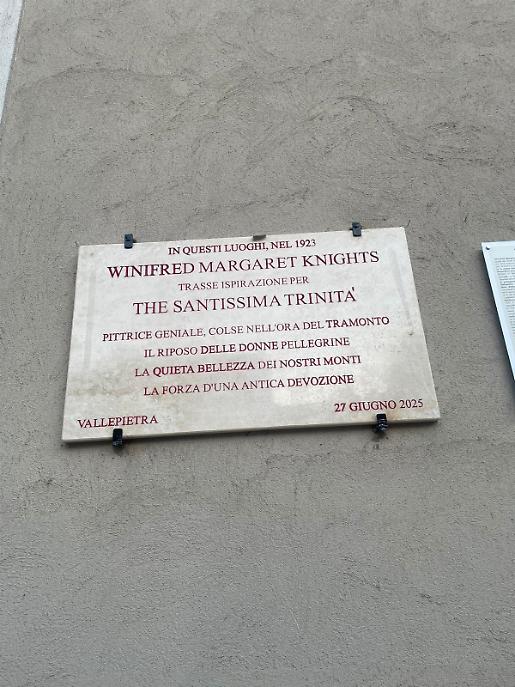 IN QUESTI LUOGHI, NEL 1923
WINIFRED MARGARET KNIGHTS
TRASSE ISPIRAZIONE PER
THE SANTISSIMA TRINITA'
PITTRICE GENIALE, COLSE NELL'ORA DEL TRAMONTO
IL RIPOSO DELLE DONNE PELLEGRINE
LA QUIETA BELLEZZA DEI NOSTRI MONTI
LA FORZA D'UNA ANTICA DEVOZIONE
VALLEPIETRA
27 GIUGNO 2025